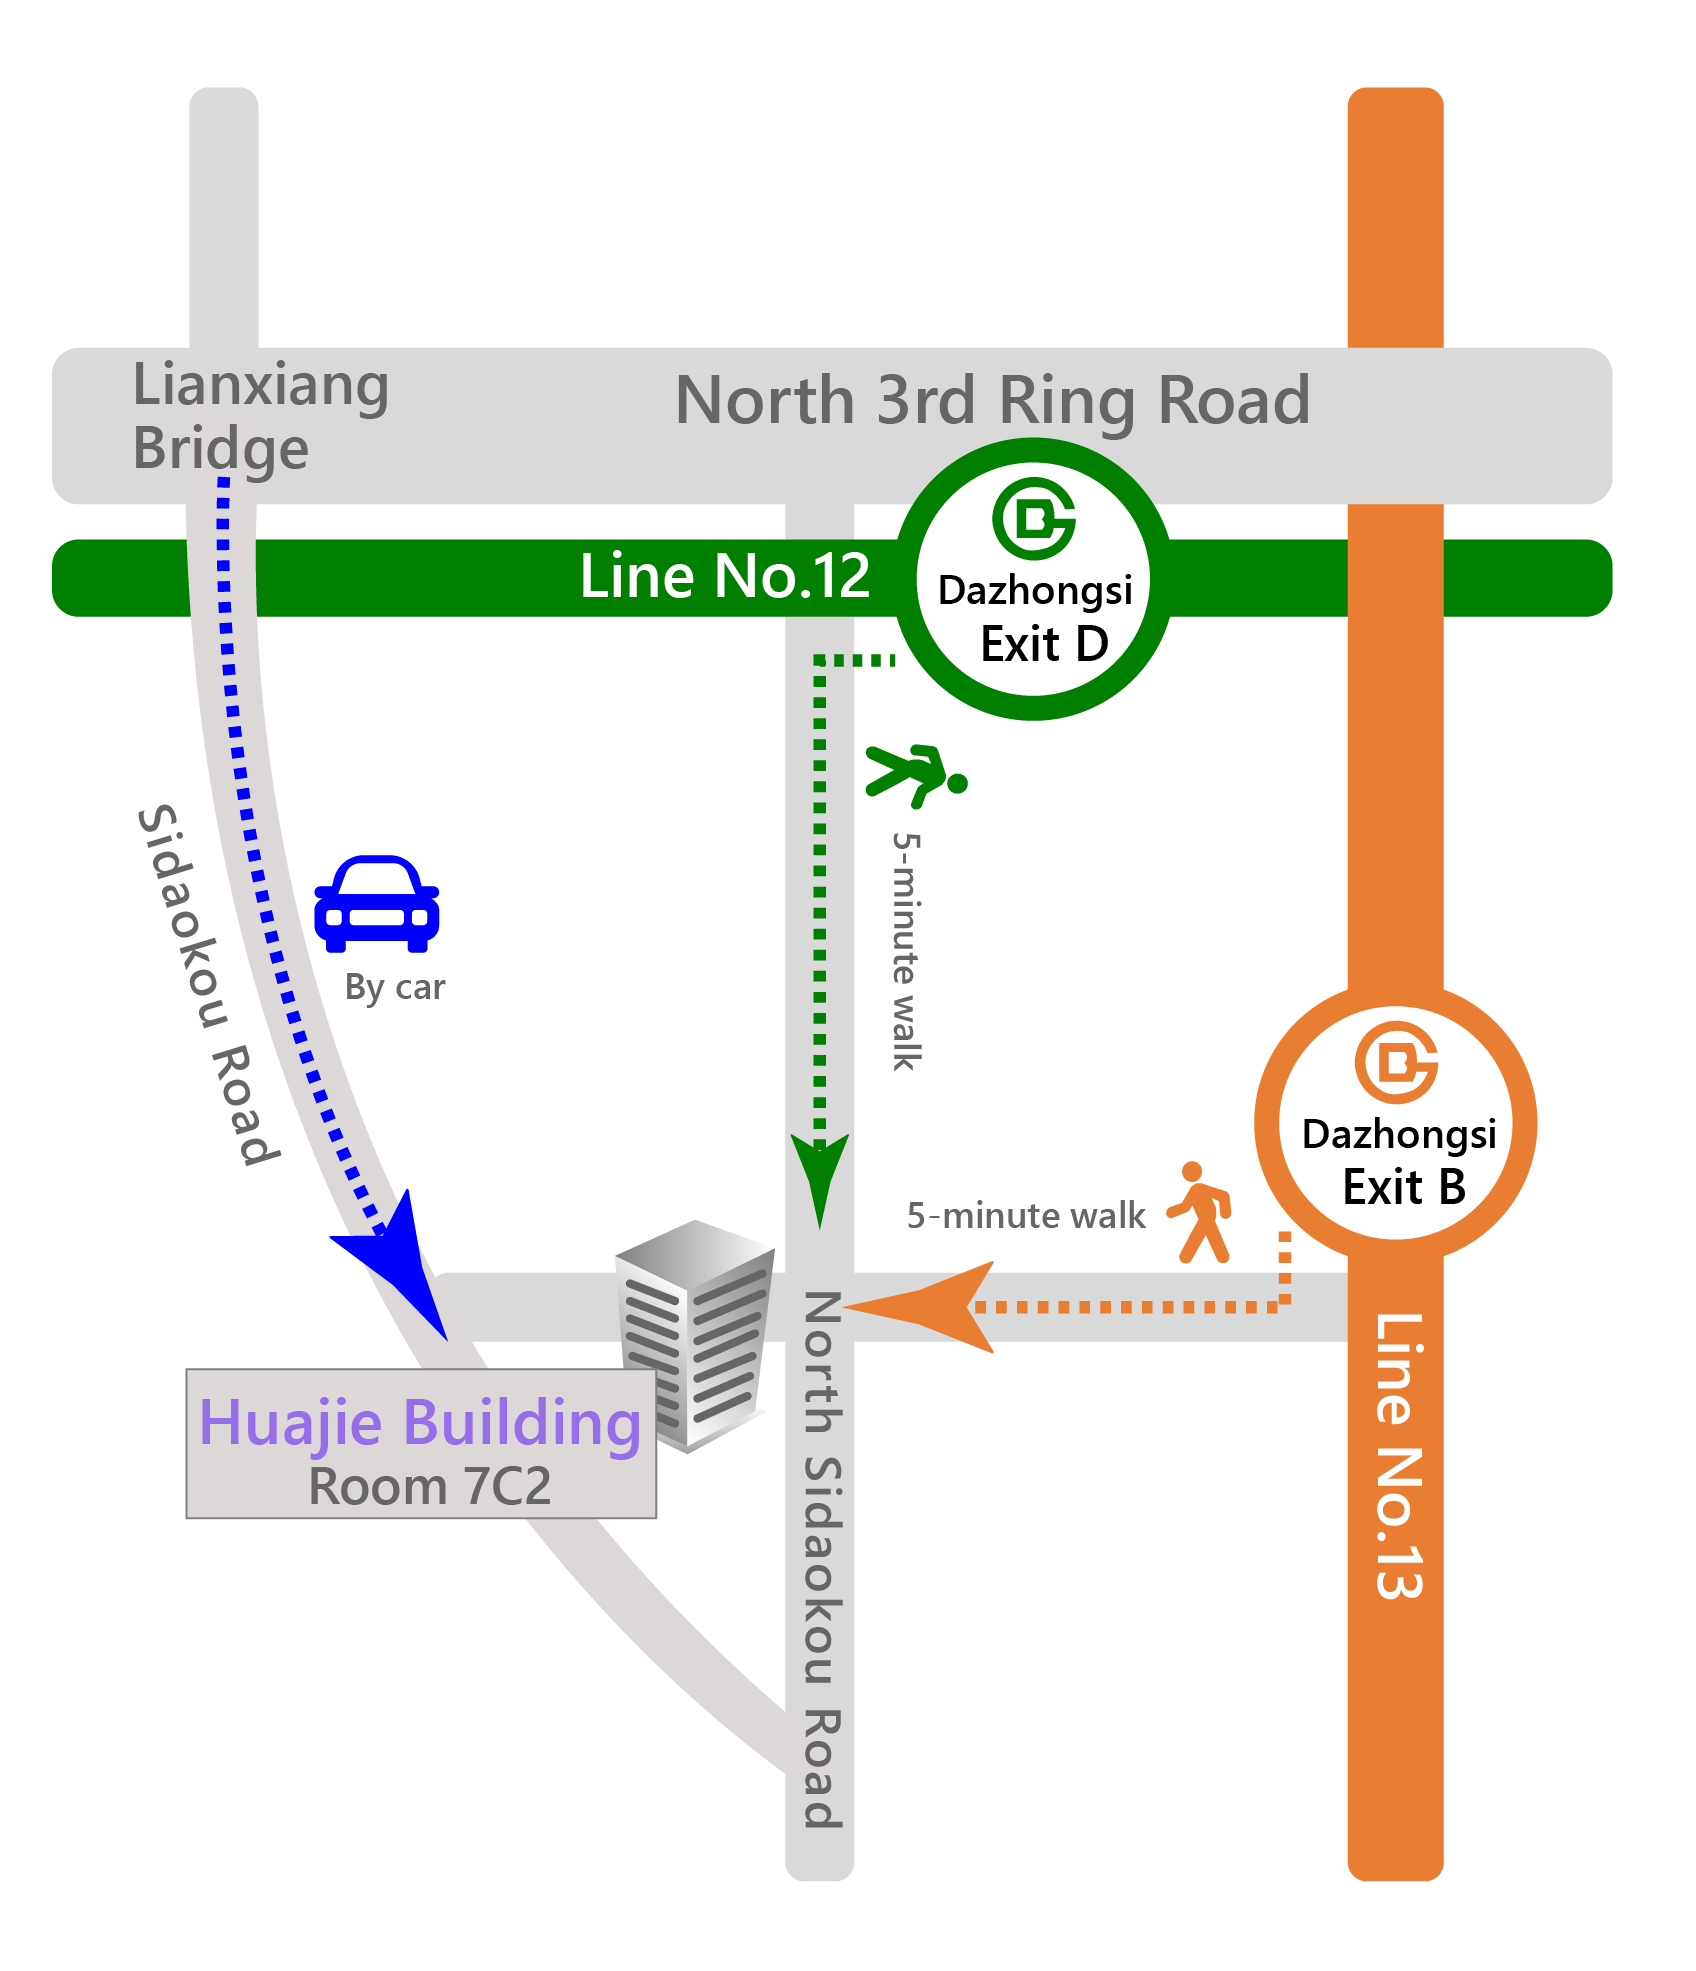 Lianxiang
Bridge
North 3rd Ring Road
Line No.12
Dazhongsi
Exit D
5-minute walk
Sidaokou Road
By car
Dazhongsi
Exit B
5-minute walk
Huajie Building
Room 7C2
North Sidaokou Road
Line No.13